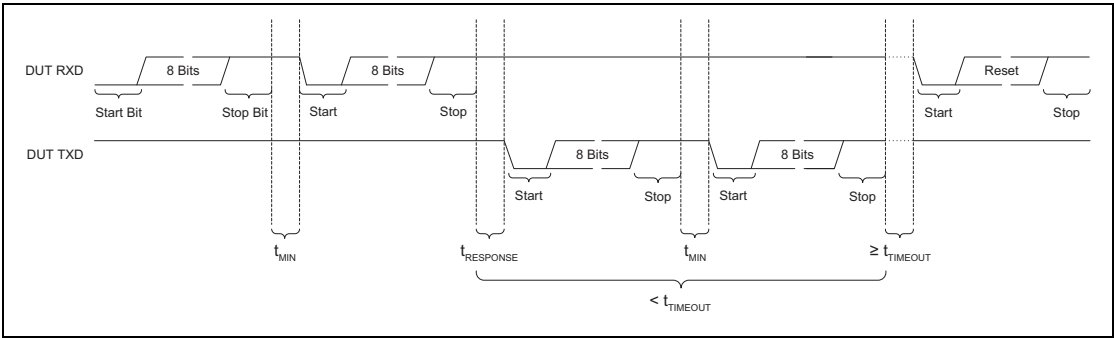 DUT RXD 8 Bits 8 Bits Reset
Start Bit Stop Bit Start Stop Start Stop
DUT TXD 8 Bits 8 Bits
Start Stop Start Stop
tMIN tRESPONSE tMIN ≥ tTIMEOUT
< tTIMEOUT